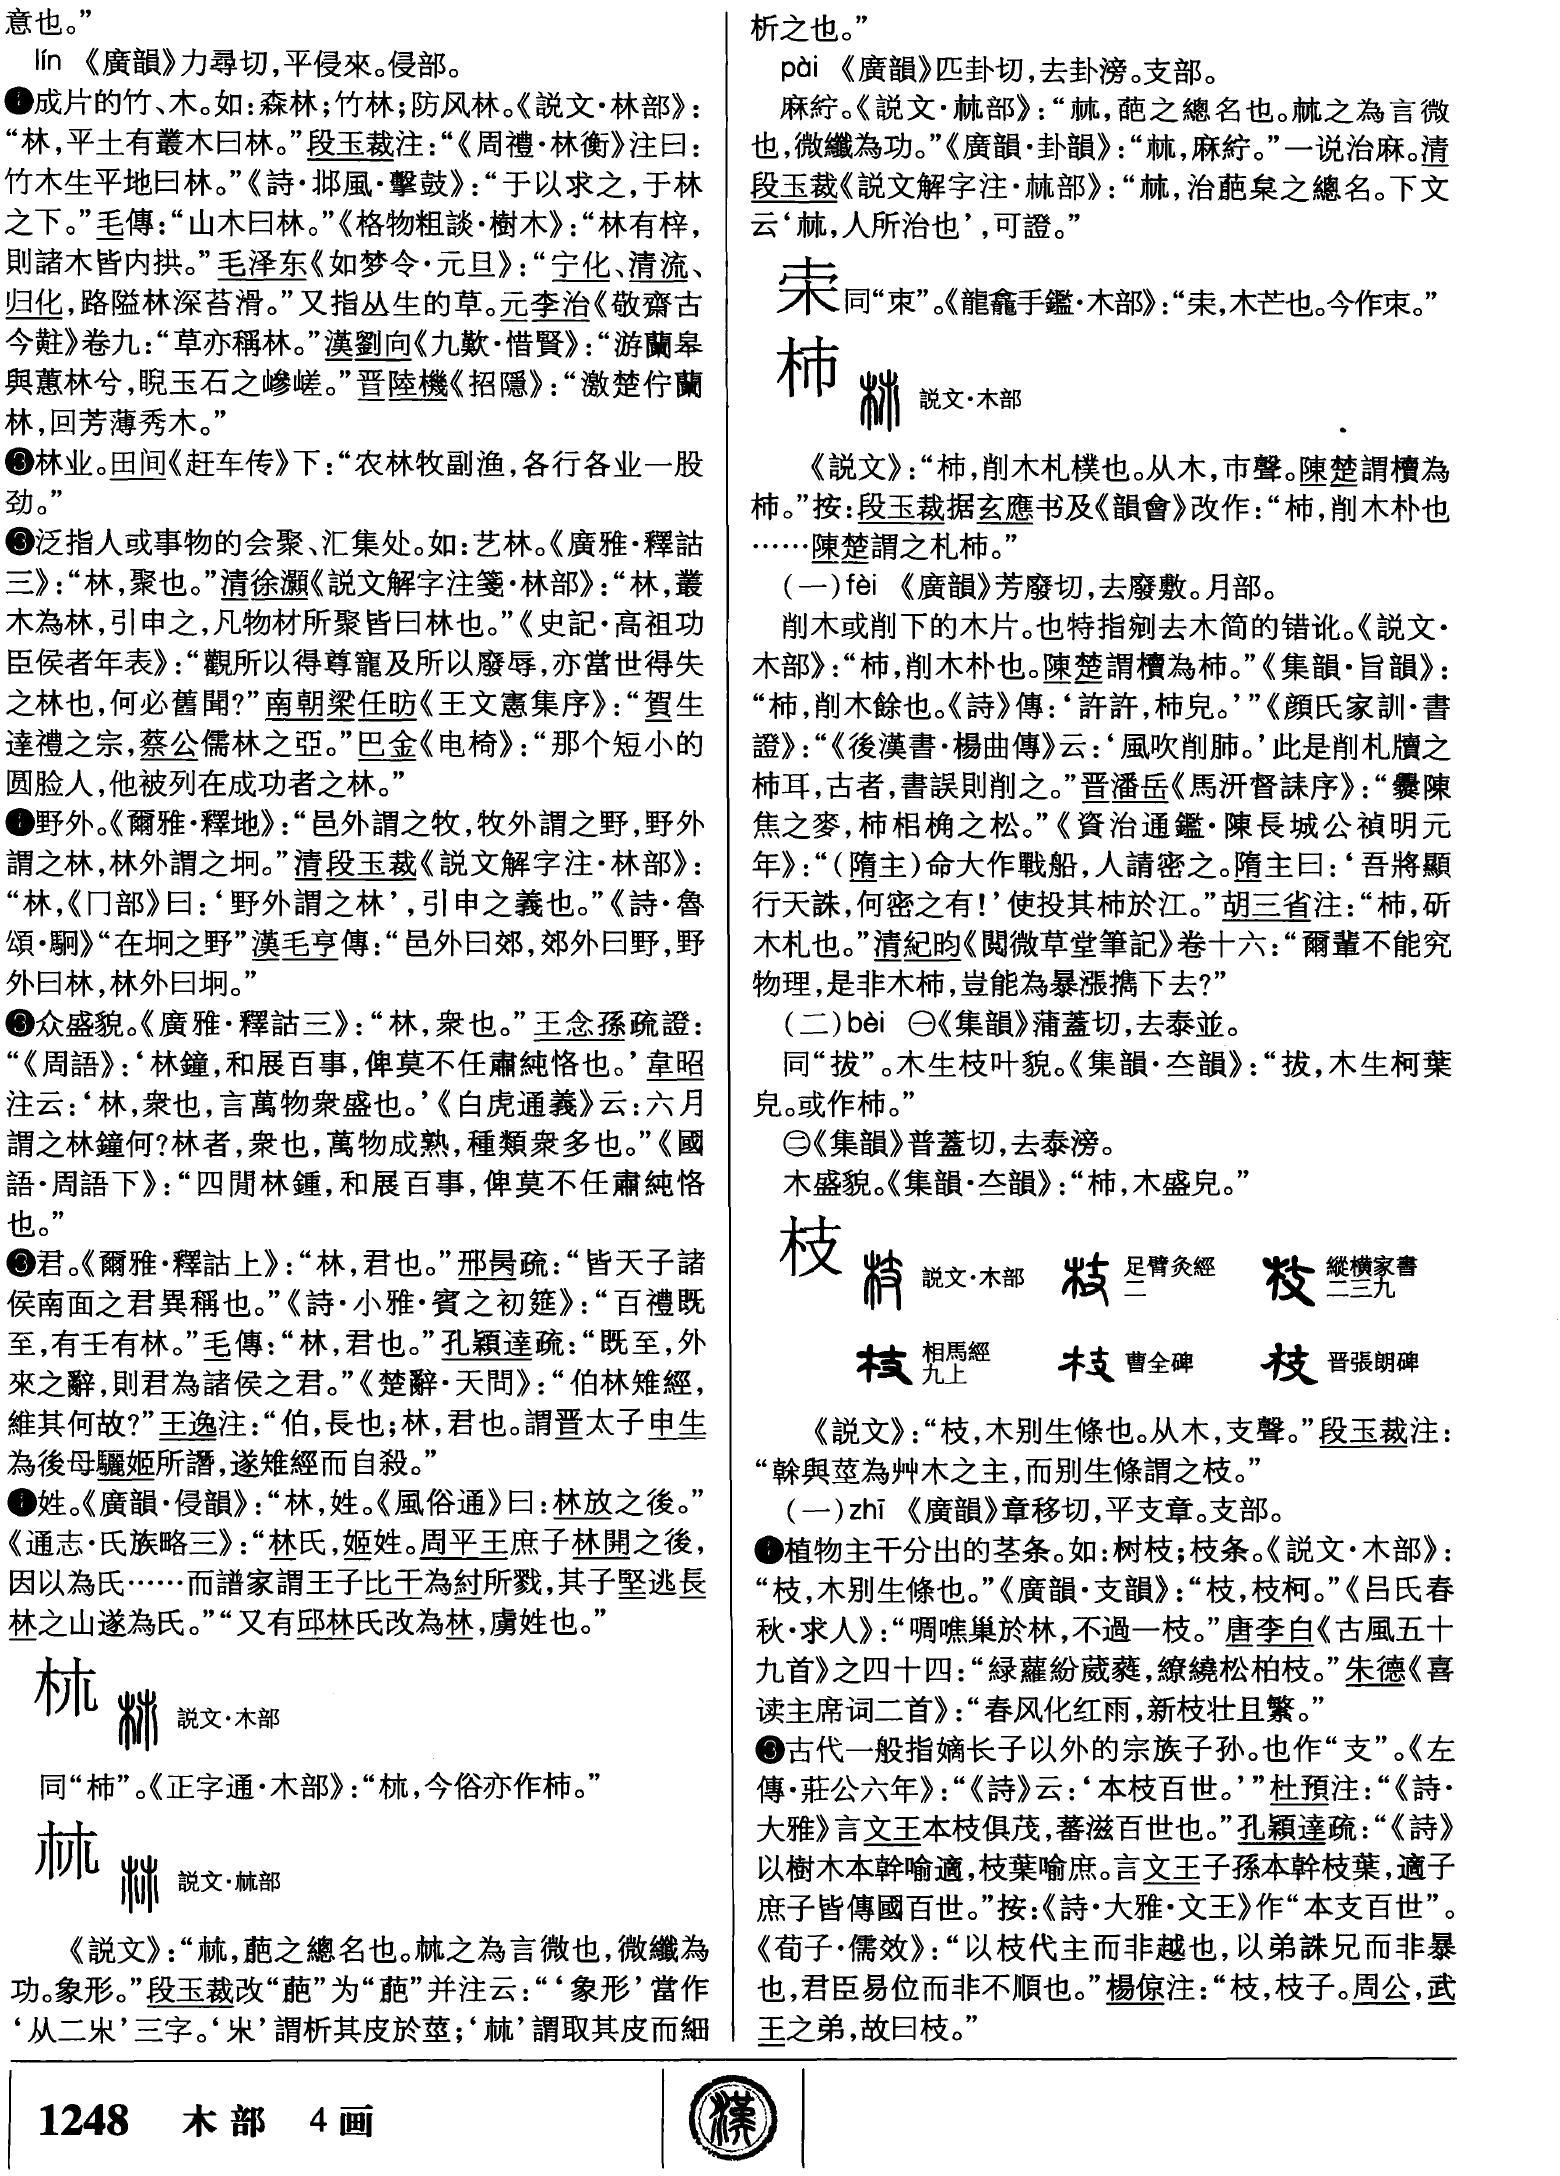 意也。”
lín 《廣韻》力尋切,平侵來。侵部。
❶成片的竹、木。如:森林;竹林;防风林。《説文·林部》:
“林,平土有叢木曰林。”段玉裁注:“《周禮·林衡》注曰:
竹木生平地曰林。”《詩·邶風·擊鼓》:“于以求之,于林
之下。”毛傳:“山木曰林。”《格物粗談·樹木》:“林有梓,
則諸木皆内拱。”毛泽东《如梦令·元旦》:“宁化、清流、
归化,路隘林深苔滑。”又指丛生的草。元李治《敬齋古
今黈》卷九:“草亦稱林。”漢劉向《九歎·惜賢》:“游蘭皋
與蕙林兮,睨玉石之嵾嵯。”晋陸機《招隱》:“激楚佇蘭
林,回芳薄秀木。”
❷林业。田间《赶车传》下:“农林牧副渔,各行各业一股
劲。”
❸泛指人或事物的会聚、汇集处。如:艺林。《廣雅·釋詁
三》:“林,聚也。”清徐灝《説文解字注箋·林部》:“林,叢
木為林,引申之,凡物材所聚皆曰林也。”《史記·高祖功
臣侯者年表》:“觀所以得尊寵及所以廢辱,亦當世得失
之林也,何必舊聞?”南朝梁任昉《王文憲集序》:“賀生
達禮之宗,蔡公儒林之亞。”巴金《电椅》:“那个短小的
圆脸人,他被列在成功者之林。”
❹野外。《爾雅·釋地》:“邑外謂之牧,牧外謂之野,野外
謂之林,林外謂之坰。”清段玉裁《説文解字注·林部》:
“林,《冂部》曰:‘野外謂之林’,引申之義也。”《詩·魯
頌·駉》“在坰之野”漢毛亨傳:“邑外曰郊,郊外曰野,野
外曰林,林外曰坰。”
❺众盛貌。《廣雅·釋詁三》:“林,衆也。”王念孫疏證:
“《周語》:‘林鐘,和展百事,俾莫不任肅純恪也。’韋昭
注云:‘林,衆也,言萬物衆盛也。’《白虎通義》云:六月
謂之林鐘何?林者,衆也,萬物成熟,種類衆多也。”《國
語·周語下》:“四閒林鍾,和展百事,俾莫不任肅純恪
也。”
❻君。《爾雅·釋詁上》:“林,君也。”邢昺疏:“皆天子諸
侯南面之君異稱也。”《詩·小雅·賓之初筵》:“百禮既
至,有壬有林。”毛傳:“林,君也。”孔穎達疏:“既至,外
來之辭,則君為諸侯之君。”《楚辭·天問》:“伯林雉經,
維其何故?”王逸注:“伯,長也;林,君也。謂晋太子申生
為後母驪姬所譖,遂雉經而自殺。”
❼姓。《廣韻·侵韻》:“林,姓。《風俗通》曰:林放之後。”
《通志·氏族略三》:“林氏,姬姓。周平王庶子林開之後,
因以為氏……而譜家謂王子比干為紂所戮,其子堅逃長
林之山遂為氏。”“又有邱林氏改為林,虜姓也。”
㭀 説文·木部
同“杮”。《正字通·木部》:“㭀,今俗亦作杮。”
𣏟 説文·𣏟部
《説文》:“𣏟,葩之總名也。𣏟之為言微也,微纖為
功。象形。”段玉裁改“葩”为“萉”并注云:“‘象形’當作
‘从二𣎳’三字。‘𣎳’謂析其皮於莖;‘𣏟’謂取其皮而細
析之也。”
pài 《廣韻》匹卦切,去卦滂。支部。
麻紵。《説文·𣏟部》:“𣏟,葩之總名也。𣏟之為言微
也,微纖為功。”《廣韻·卦韻》:“𣏟,麻紵。”一说治麻。清
段玉裁《説文解字注·𣏟部》:“𣏟,治萉枲之總名。下文
云‘𣏟,人所治也’,可證。”
𣏂同“朿”。《龍龕手鑑·木部》:“𣏂,木芒也。今作朿。”
杮 説文·木部
《説文》:“杮,削木札樸也。从木,巿聲。陳楚謂櫝為
杮。”按:段玉裁据玄應书及《韻會》改作:“杮,削木朴也
……陳楚謂之札杮。”
(一)fèi 《廣韻》芳廢切,去廢敷。月部。
削木或削下的木片。也特指剜去木简的错讹。《説文·
木部》:“杮,削木朴也。陳楚謂櫝為杮。”《集韻·旨韻》:
“杮,削木餘也。《詩》傳:‘許許,杮皃。’”《顔氏家訓·書
證》:“《後漢書·楊由傳》云:‘風吹削肺。’此是削札牘之
杮耳,古者,書誤則削之。”晋潘岳《馬汧督誄序》:“爨陳
焦之麥,杮梠桷之松。”《資治通鑑·陳長城公禎明元
年》:“(隋主)命大作戰船,人請密之。隋主曰:‘吾將顯
行天誅,何密之有!’使投其杮於江。”胡三省注:“杮,斫
木札也。”清紀昀《閲微草堂筆記》卷十六:“爾輩不能究
物理,是非木杮,豈能為暴漲擕下去?”
(二)bèi ㊀《集韻》蒲蓋切,去泰並。
同“拔”。木生枝叶貌。《集韻·夳韻》:“拔,木生柯葉
皃。或作杮。”
㊁《集韻》普蓋切,去泰滂。
木盛貌。《集韻·夳韻》:“杮,木盛皃。”
枝 説文·木部 足臂灸經二 縱横家書二三九
相馬經九上 曹全碑 晋張朗碑
《説文》:“枝,木别生條也。从木,支聲。”段玉裁注:
“榦與莖為艸木之主,而别生條謂之枝。”
(一)zhī 《廣韻》章移切,平支章。支部。
❶植物主干分出的茎条。如:树枝;枝条。《説文·木部》:
“枝,木别生條也。”《廣韻·支韻》:“枝,枝柯。”《吕氏春
秋·求人》:“啁噍巢於林,不過一枝。”唐李白《古風五十
九首》之四十四:“緑蘿紛葳蕤,繚繞松柏枝。”朱德《喜
读主席词二首》:“春风化红雨,新枝壮且繁。”
❷古代一般指嫡长子以外的宗族子孙。也作“支”。《左
傳·莊公六年》:“《詩》云:‘本枝百世。’”杜預注:“《詩·
大雅》言文王本枝俱茂,蕃滋百世也。”孔穎達疏:“《詩》
以樹木本幹喻適,枝葉喻庶。言文王子孫本幹枝葉,適子
庶子皆傳國百世。”按:《詩·大雅·文王》作“本支百世”。
《荀子·儒效》:“以枝代主而非越也,以弟誅兄而非暴
也,君臣易位而非不順也。”楊倞注:“枝,枝子。周公,武
王之弟,故曰枝。”
1248 木部 4画
漢